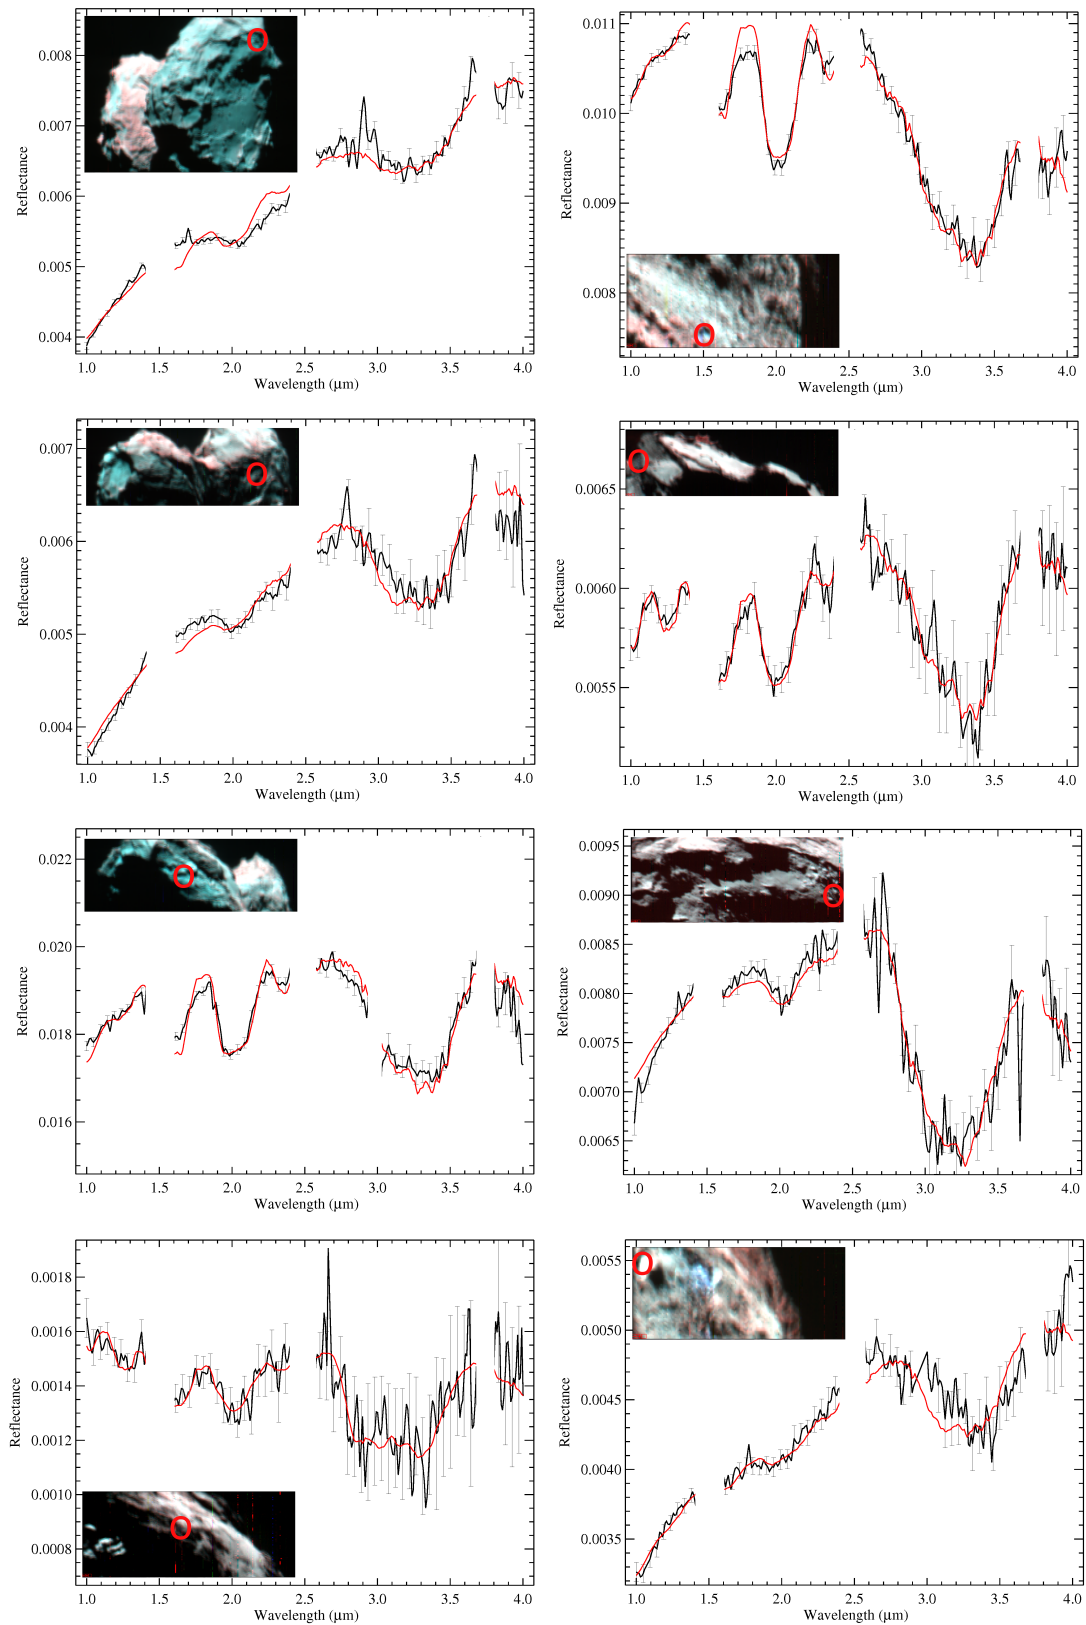 0.008
0.007
0.006
0.005
0.004
Reflectance
1.0 1.5 2.0 2.5 3.0 3.5 4.0
Wavelength (μm)
0.011
0.010
0.009
0.008
Reflectance
1.0 1.5 2.0 2.5 3.0 3.5 4.0
Wavelength (μm)
0.007
0.006
0.005
0.004
Reflectance
1.0 1.5 2.0 2.5 3.0 3.5 4.0
Wavelength (μm)
0.0065
0.0060
0.0055
Reflectance
1.0 1.5 2.0 2.5 3.0 3.5 4.0
Wavelength (μm)
0.022
0.020
0.018
0.016
Reflectance
1.0 1.5 2.0 2.5 3.0 3.5 4.0
Wavelength (μm)
0.0095
0.0090
0.0085
0.0080
0.0075
0.0070
0.0065
Reflectance
1.0 1.5 2.0 2.5 3.0 3.5 4.0
Wavelength (μm)
0.0018
0.0016
0.0014
0.0012
0.0010
0.0008
Reflectance
1.0 1.5 2.0 2.5 3.0 3.5 4.0
Wavelength (μm)
0.0055
0.0050
0.0045
0.0040
0.0035
Reflectance
1.0 1.5 2.0 2.5 3.0 3.5 4.0
Wavelength (μm)